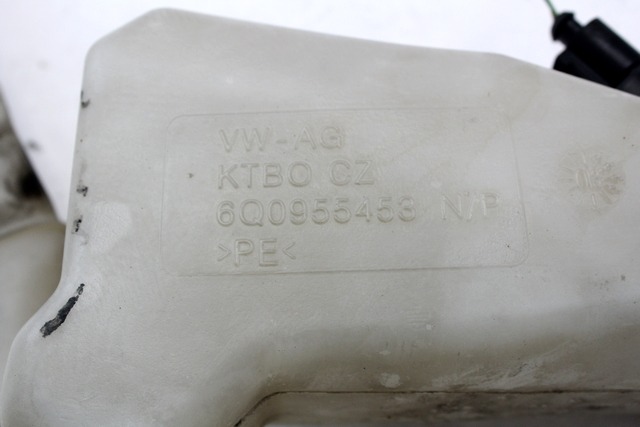 VW-AG
KTBO CZ
6Q0955453 N/P
>PE<